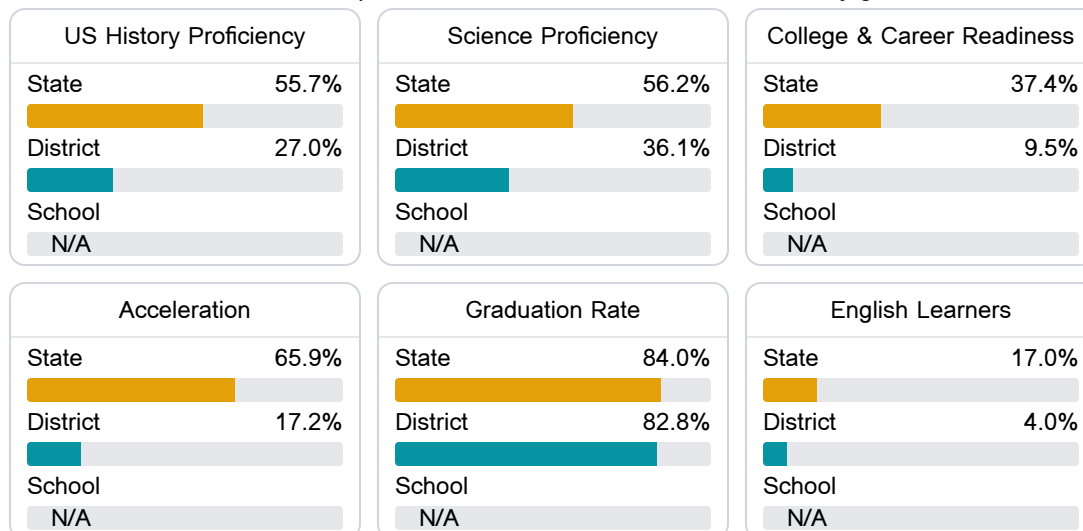 US History Proficiency
State 55.7%
District 27.0%
School
N/A
Science Proficiency
State 56.2%
District 36.1%
School
N/A
College & Career Readiness
State 37.4%
District 9.5%
School
N/A
Acceleration
State 65.9%
District 17.2%
School
N/A
Graduation Rate
State 84.0%
District 82.8%
School
N/A
English Learners
State 17.0%
District 4.0%
School
N/A